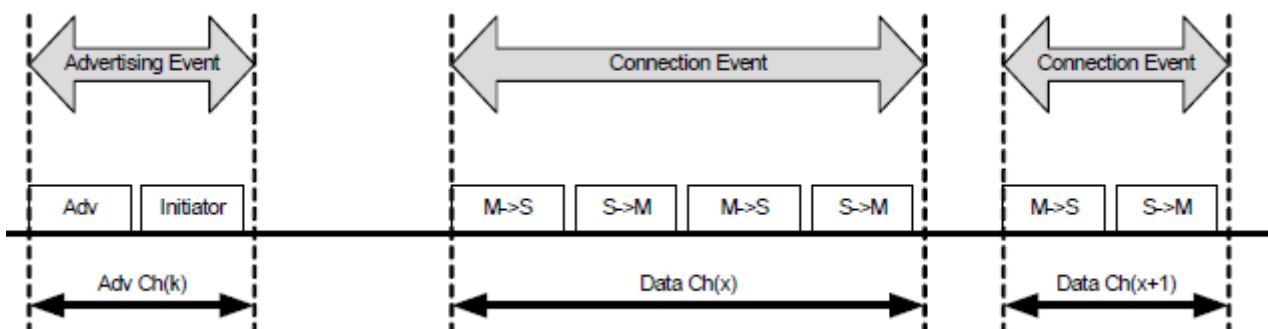 Advertising Event Connection Event Connection Event
Adv Initiator M->S S->M M->S S->M M->S S->M
Adv Ch(k) Data Ch(x) Data Ch(x+1)